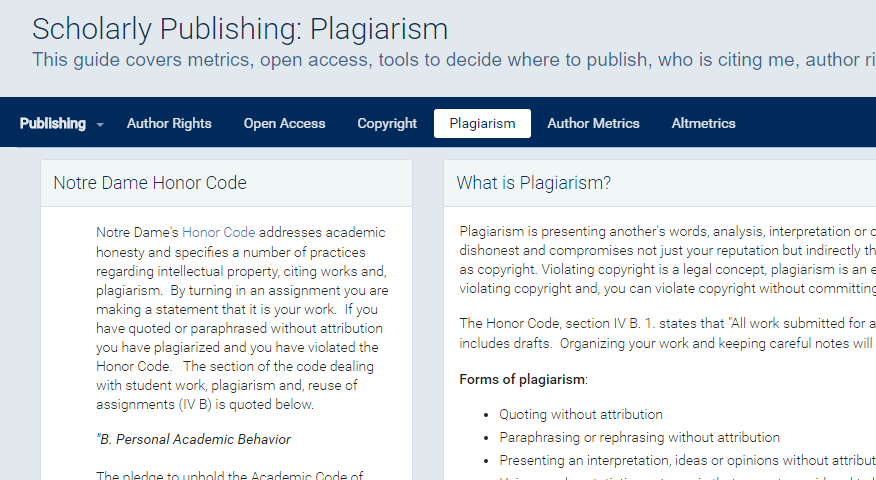 Scholarly Publishing: Plagiarism
This guide covers metrics, open access, tools to decide where to publish, who is citing me, author
Publishing Author Rights Open Access Copyright Plagiarism Author Metrics Altmetrics
Notre Dame Honor Code
Notre Dame's Honor Code addresses academic
honesty and specifies a number of practices
regarding intellectual property, citing works and,
plagiarism. By turning in an assignment you are
making a statement that it is your work. If you
have quoted or paraphrased without attribution
you have plagiarized and you have violated the
Honor Code. The section of the code dealing
with student work, plagiarism and, reuse of
assignments (IV B) is quoted below.
"B. Personal Academic Behavior
The pledge to uphold the Academic Code of
What is Plagiarism?
Plagiarism is presenting another's words, analysis, interpretation or
dishonest and compromises not just your reputation but indirectly
as copyright. Violating copyright is a legal concept, plagiarism is an
violating copyright and, you can violate copyright without committing
The Honor Code, section IV B. 1. states that "All work submitted for
includes drafts. Organizing your work and keeping careful notes will
Forms of plagiarism:
• Quoting without attribution
• Paraphrasing or rephrasing without attribution
• Presenting an interpretation, ideas or opinions without